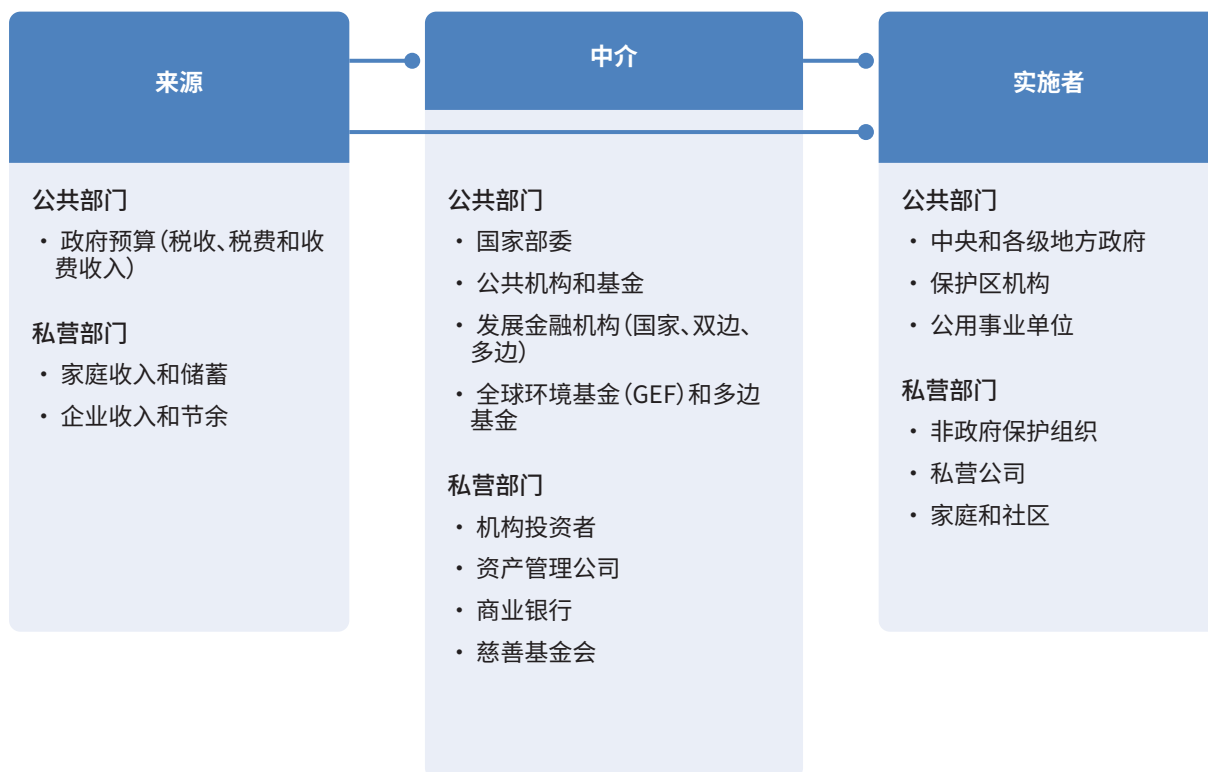 来源
公共部门
・ 政府预算（税收、税费和收
费收入）
私营部门
・ 家庭收入和储蓄
・ 企业收入和节余
中介
公共部门
・ 国家部委
・ 公共机构和基金
・ 发展金融机构（国家、双边、
多边）
・ 全球环境基金（GEF）和多边
基金
私营部门
・ 机构投资者
・ 资产管理公司
・ 商业银行
・ 慈善基金会
实施者
公共部门
・ 中央和各级地方政府
・ 保护区机构
・ 公用事业单位
私营部门
・ 非政府保护组织
・ 私营公司
・ 家庭和社区